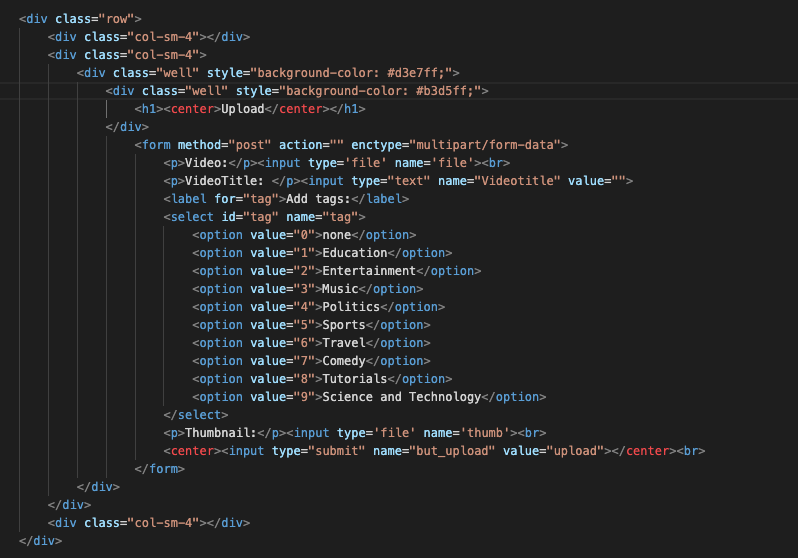 <div class="row">
<div class="col-sm-4"></div>
<div class="col-sm-4">
<div class="well" style="background-color: #d3e7ff;">
<div class="well" style="background-color: #b3d5ff;">
<h1><center>Upload</center></h1>
</div>
<form method="post" action="" enctype="multipart/form-data">
<p>Video:</p><input type='file' name='file'><br>
<p>VideoTitle: </p><input type="text" name="Videotitle" value="">
<label for="tag">Add tags:</label>
<select id="tag" name="tag">
<option value="0">none</option>
<option value="1">Education</option>
<option value="2">Entertainment</option>
<option value="3">Music</option>
<option value="4">Politics</option>
<option value="5">Sports</option>
<option value="6">Travel</option>
<option value="7">Comedy</option>
<option value="8">Tutorials</option>
<option value="9">Science and Technology</option>
</select>
<p>Thumbnail:</p><input type='file' name='thumb'><br>
<center><input type="submit" name="but_upload" value="upload"></center><br>
</form>
</div>
</div>
<div class="col-sm-4"></div>
</div>